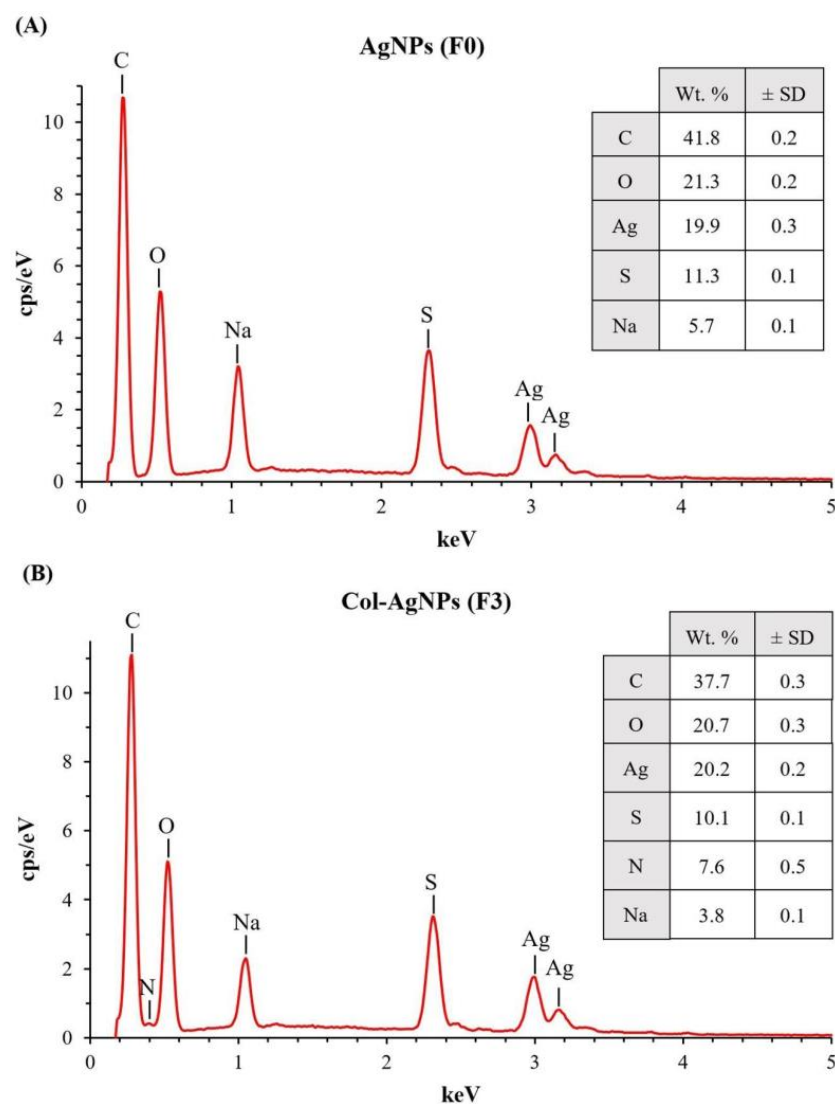 (A)
AgNPs (F0)
C
O
Na
S
Ag
Ag
Wt. % ± SD
C 41.8 0.2
O 21.3 0.2
Ag 19.9 0.3
S 11.3 0.1
Na 5.7 0.1
cps/eV
10
8
6
4
2
0
0 1 2 3 4 5
keV
(B)
Col-AgNPs (F3)
C
N
O
Na
S
Ag
Ag
Wt. % ± SD
C 37.7 0.3
O 20.7 0.3
Ag 20.2 0.2
S 10.1 0.1
N 7.6 0.5
Na 3.8 0.1
cps/eV
10
8
6
4
2
0
0 1 2 3 4 5
keV